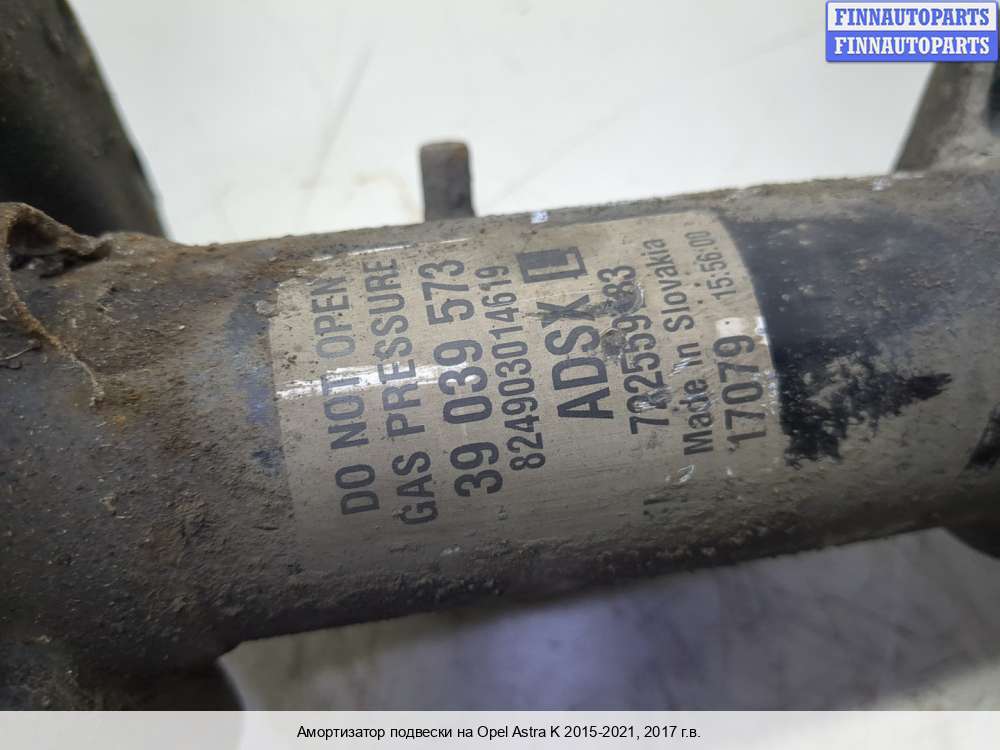 FINNAUTOPARTS
FINNAUTOPARTS
DO NOT OPEN
GAS PRESSURE
39 039 573
8249030014619
ADSX L
Made in Slovakia
17079 15:56:00
Амортизатор подвески на Opel Astra K 2015-2021, 2017 г.в.